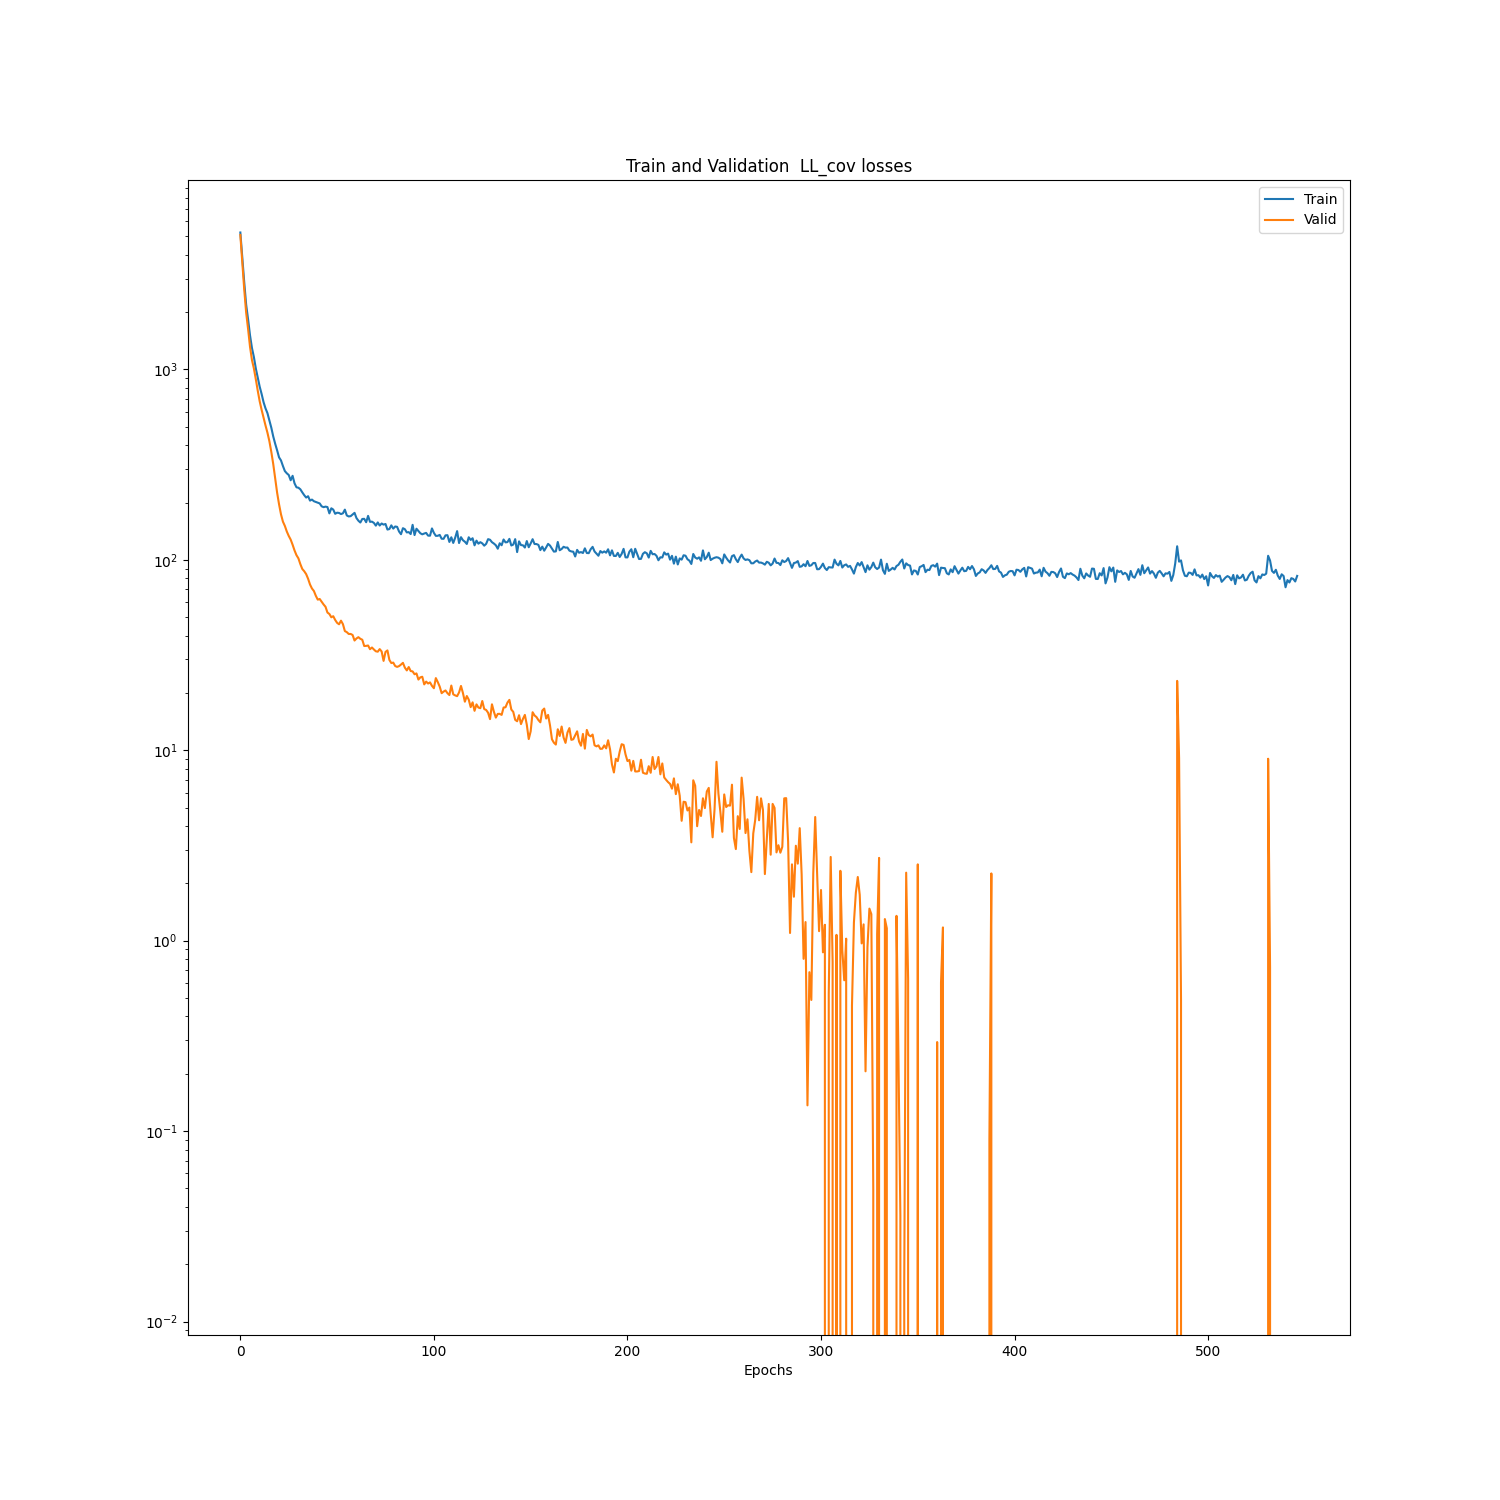 Train and Validation  LL_cov losses
Train
Valid
10³
10²
10¹
10⁰
10⁻¹
10⁻²
0 100 200 300 400 500
Epochs